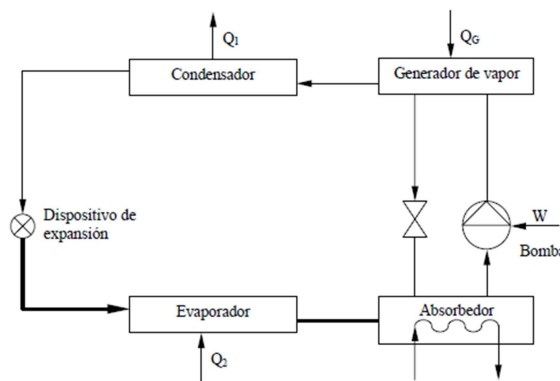 Q1
QG
Condensador
Generador de vapor
Dispositivo de
expansión
W
Bomba
Evaporador
Absorbedor
Q2